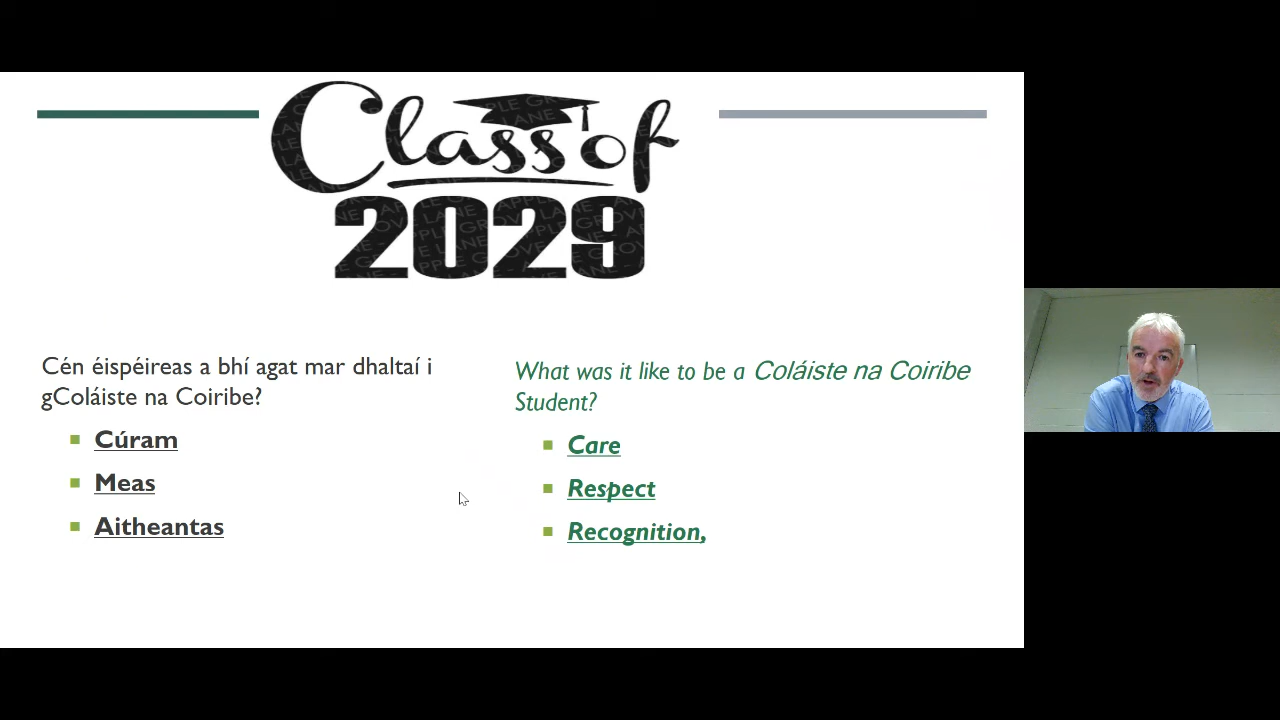 Class of
2029
Cén éispéireas a bhí agat mar dhaltaí i
gColáiste na Coiribe?
Cúram
Meas
Aitheantas
What was it like to be a Coláiste na Coiribe
Student?
Care
Respect
Recognition,